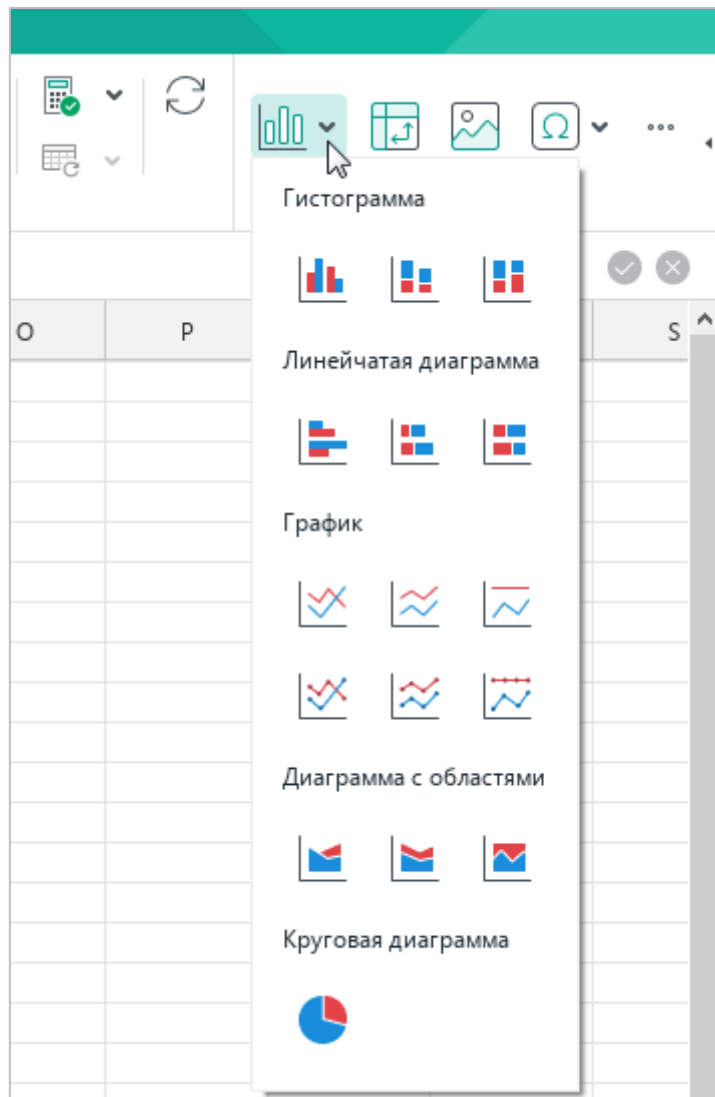 Гистограмма
O P S
Линейчатая диаграмма
График
Диаграмма с областями
Круговая диаграмма